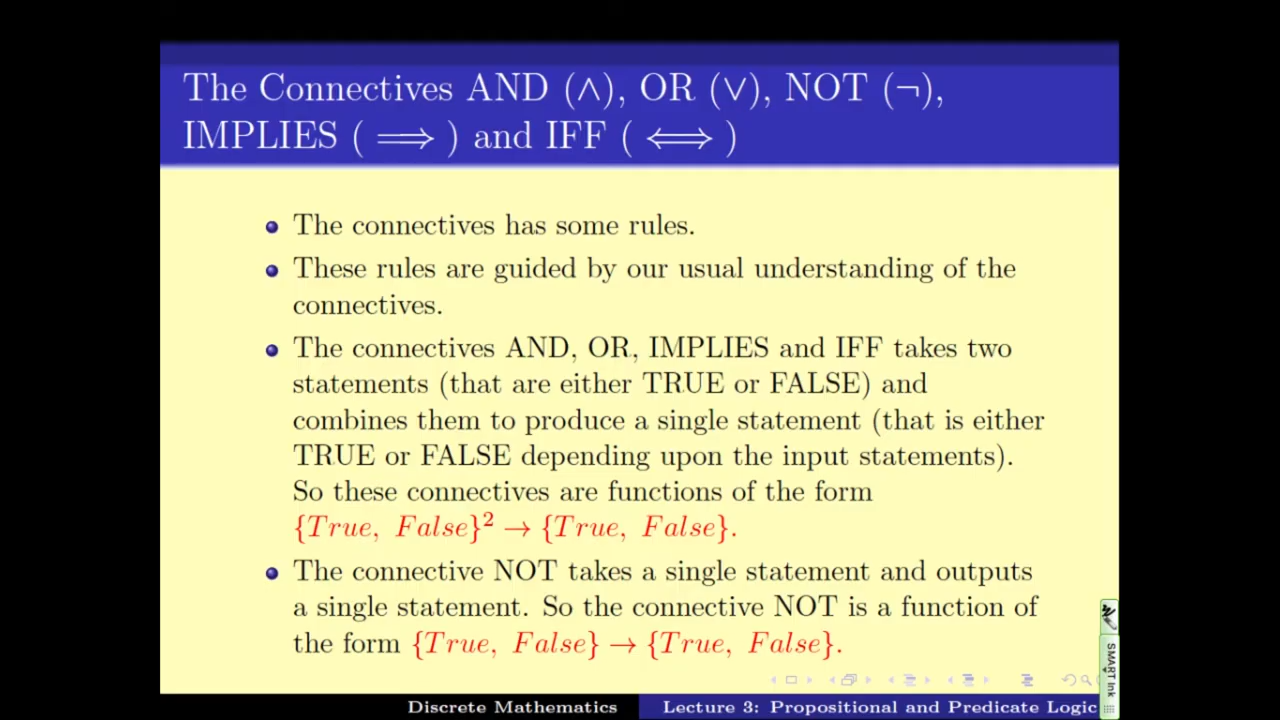 The Connectives AND (∧), OR (∨), NOT (¬),
IMPLIES ( ⟹ ) and IFF ( ⟺ )
The connectives has some rules.
These rules are guided by our usual understanding of the
connectives.
The connectives AND, OR, IMPLIES and IFF takes two
statements (that are either TRUE or FALSE) and
combines them to produce a single statement (that is either
TRUE or FALSE depending upon the input statements).
So these connectives are functions of the form
{True, False}² → {True, False}.
The connective NOT takes a single statement and outputs
a single statement. So the connective NOT is a function of
the form {True, False} → {True, False}.
SMART Ink
Discrete Mathematics
Lecture 3: Propositional and Predicate Logic